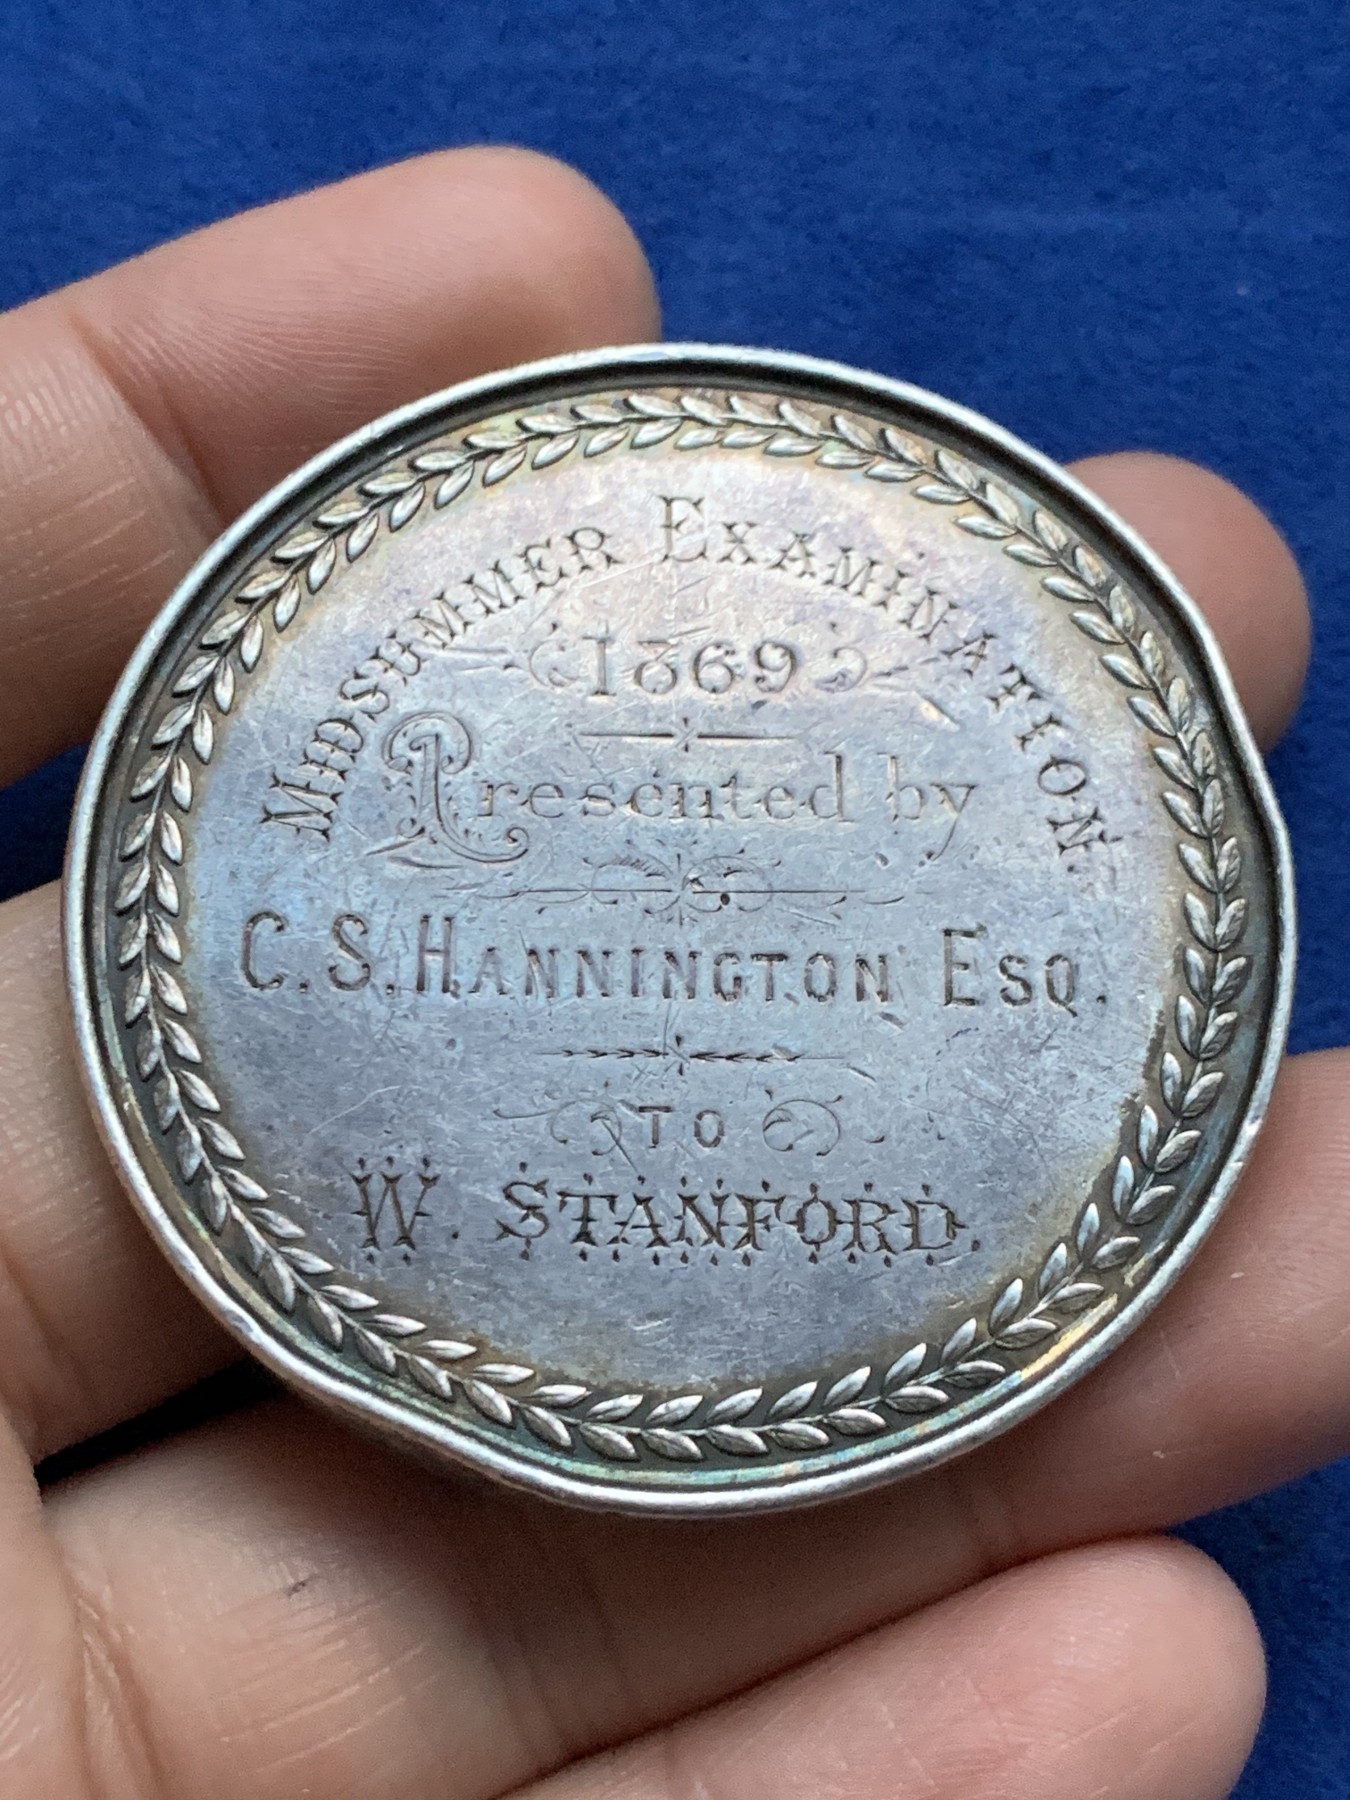 MIDSUMMER EXAMINATION
1869
Presented by
C. S. HANNINGTON ESQ.
TO
W. STANFORD.